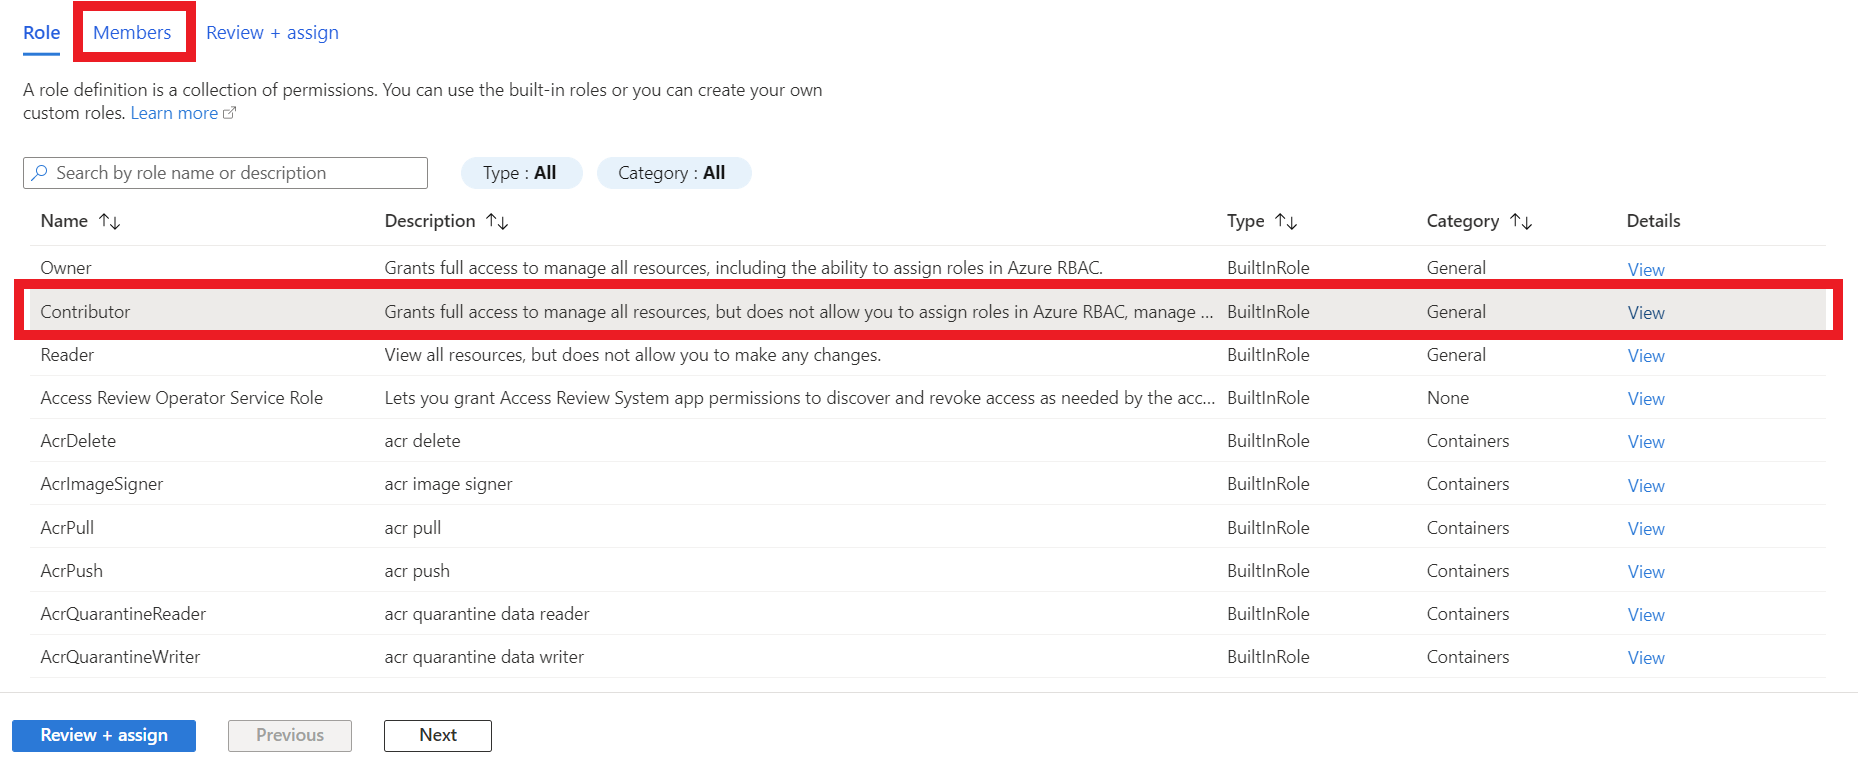 Role Members Review + assign
A role definition is a collection of permissions. You can use the built-in roles or you can create your own
custom roles. Learn more
Search by role name or description Type : All Category : All
Name Description Type Category Details
Owner Grants full access to manage all resources, including the ability to assign roles in Azure RBAC. BuiltInRole General View
Contributor Grants full access to manage all resources, but does not allow you to assign roles in Azure RBAC, manage ... BuiltInRole General View
Reader View all resources, but does not allow you to make any changes. BuiltInRole General View
Access Review Operator Service Role Lets you grant Access Review System app permissions to discover and revoke access as needed by the acc... BuiltInRole None View
AcrDelete acr delete BuiltInRole Containers View
AcrImageSigner acr image signer BuiltInRole Containers View
AcrPull acr pull BuiltInRole Containers View
AcrPush acr push BuiltInRole Containers View
AcrQuarantineReader acr quarantine data reader BuiltInRole Containers View
AcrQuarantineWriter acr quarantine data writer BuiltInRole Containers View
Review + assign Previous Next